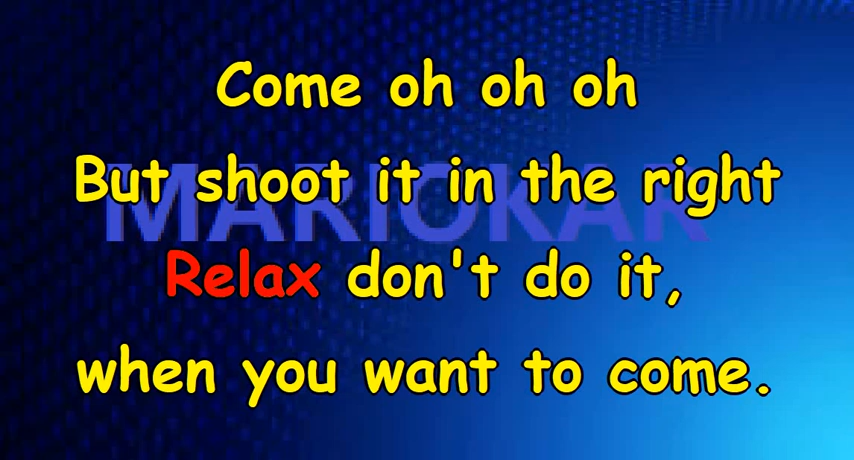 Come oh oh oh
MARIOKAR
But shoot it in the right
Relax don't do it,
when you want to come.